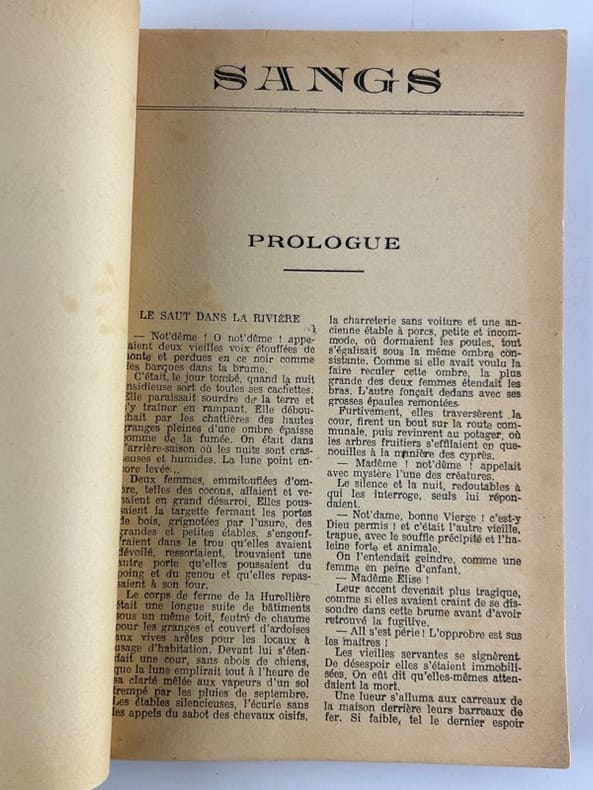 SANGS
PROLOGUE
LE SAUT DANS LA RIVIÈRE
— Not'dême ! O not'dême ! appe-
aient deux vieilles voix étouffées de
honte et perdues en ce noir comme
les barques dans la brume.
C'était, le jour tombé, quand la nuit
insidieuse sort de toutes ses cachettes.
Elle paraissait sourdre de la terre et
s'y traîner en rampant. Elle débou-
chait par les chattières des hautes
granges pleines d'une ombre épaisse
comme de la fumée. On était dans
l'arrière-saison où les nuits sont cras-
seuses et humides. La lune point en-
core levée...
Deux femmes, emmitouflées d'om-
bre, telles des cocons, allaient et ve-
naient en grand désarroi. Elles pous-
saient la targette fermant les portes
de bois, grignotées par l'usure, des
grandes et petites étables, s'engouf-
fraient dans le trou qu'elles avaient
dévoilé, ressortaient, trouvaient une
autre porte qu'elles poussaient du
poing et du genou et qu'elles repas-
saient à son tour.
Le corps de ferme de la Hurellière
était une longue suite de bâtiments
sous un même toit, feutré de chaume
pour les granges et couvert d'ardoises
aux vives arêtes pour les locaux à
usage d'habitation. Devant lui s'éten-
dait une cour, sans abois de chiens,
que la lune emplirait tout à l'heure de
sa clarté mêlée aux vapeurs d'un sol
trempé par les pluies de septembre.
Les étables silencieuses, l'écurie sans
les appels du sabot des chevaux oisifs,
la charreterie sans voiture et une an-
cienne étable à porcs, petite et incom-
mode, où dormaient les poules, tout
s'égalisait sous la même ombre con-
sistante. Comme si elle avait voulu la
faire reculer cette ombre, la plus
grande des deux femmes étendait les
bras. L'autre fonçait dedans avec ses
grosses épaules remontées.
Furtivement, elles traversèrent la
cour, firent un bout sur la route com-
munale, puis revinrent au potager, où
les arbres fruitiers s'effilaient en que-
nouilles à la manière des cyprès.
— Madême ! not'dême ! appelait
avec mystère l'une des créatures.
Le silence et la nuit, redoutables à
qui les interroge, seuls lui répon-
daient.
— Not'dame, bonne Vierge ! c'est-y
Dieu permis ! et c'était l'autre vieille,
trapue, avec le souffle précipité et l'ha-
leine forte et animale.
On l'entendait geindre, comme une
femme en peine d'enfant.
— Madême Elise !
Leur accent devenait plus tragique,
comme si elles avaient craint de se dis-
soudre dans cette brume avant d'avoir
retrouvé la fugitive.
— All s'est périe ! L'opprobre est sus
les maîtres !
Les vieilles servantes se signèrent.
De désespoir elles s'étaient immobili-
sées. On eût dit qu'elles-mêmes atten-
daient la mort.
Une lueur s'alluma aux carreaux de
la maison derrière leurs barreaux de
fer. Si faible, tel le dernier espoir